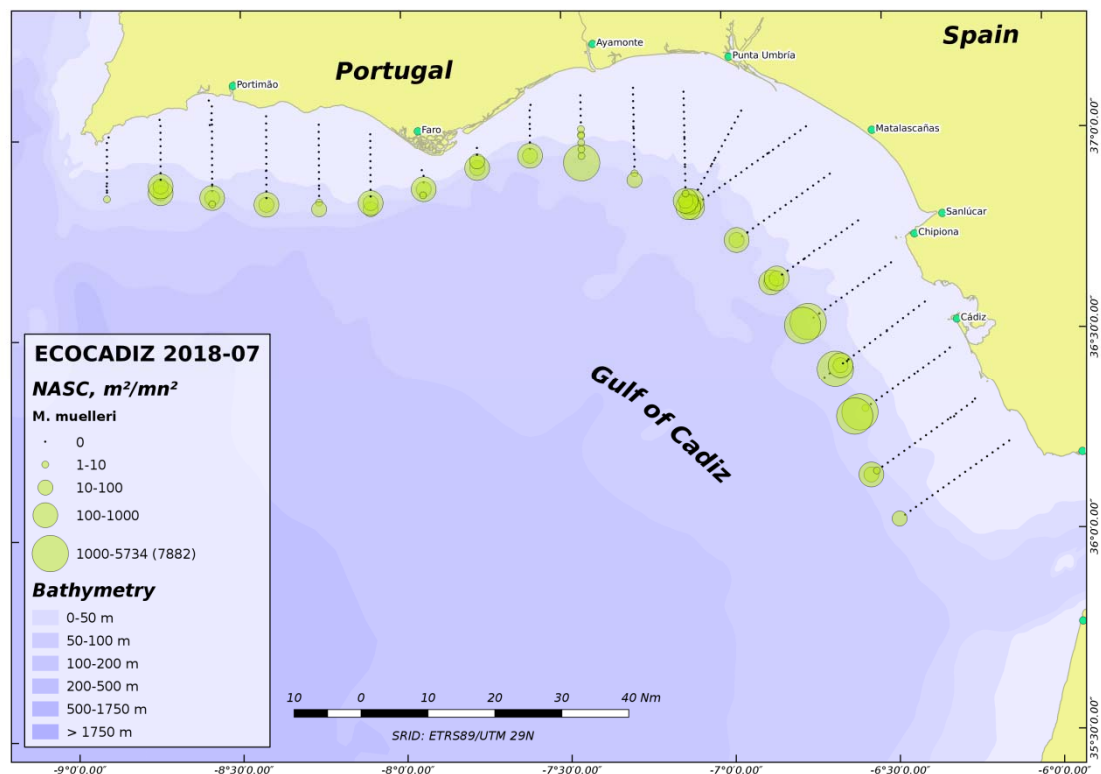 Spain
Portugal
Ayamonte
Punta Umbría
Portimão
Faro
Matalascañas
Sanlúcar
Chipiona
Cádiz
Gulf of Cadiz
ECOCADIZ 2018-07
NASC, m²/mn²
M. muelleri
0
1-10
10-100
100-1000
1000-5734 (7882)
Bathymetry
0-50 m
50-100 m
100-200 m
200-500 m
500-1750 m
> 1750 m
10 0 10 20 30 40 Nm
SRID: ETRS89/UTM 29N
37°0'0.00"
36°30'0.00"
36°0'0.00"
35°30'0.00"
-9°0'0.00" -8°30'0.00" -8°0'0.00" -7°30'0.00" -7°0'0.00" -6°30'0.00" -6°0'0.00"